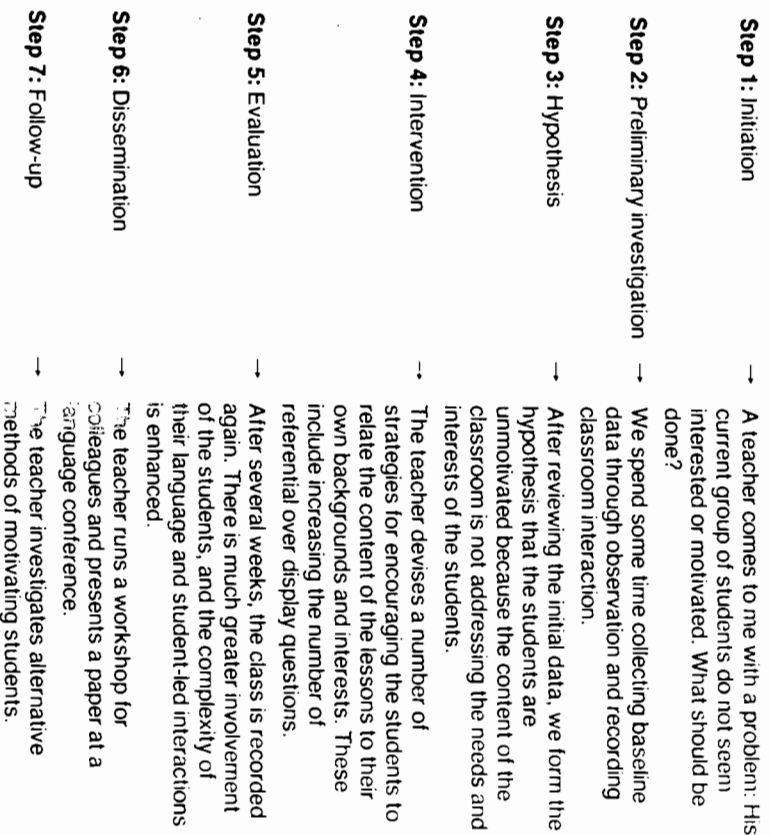 Step 1: Initiation → A teacher comes to me with a problem: His
current group of students do not seem
interested or motivated. What should be
done?
Step 2: Preliminary investigation → We spend some time collecting baseline
data through observation and recording
classroom interaction.
Step 3: Hypothesis → After reviewing the initial data, we form the
hypothesis that the students are
unmotivated because the content of the
classroom is not addressing the needs and
interests of the students.
Step 4: Intervention → The teacher devises a number of
strategies for encouraging the students to
relate the content of the lessons to their
own backgrounds and interests. These
include increasing the number of
referential over display questions.
Step 5: Evaluation → After several weeks, the class is recorded
again. There is much greater involvement
of the students, and the complexity of
their language and student-led interactions
is enhanced.
Step 6: Dissemination → The teacher runs a workshop for
colleagues and presents a paper at a
language conference.
Step 7: Follow-up → The teacher investigates alternative
methods of motivating students.